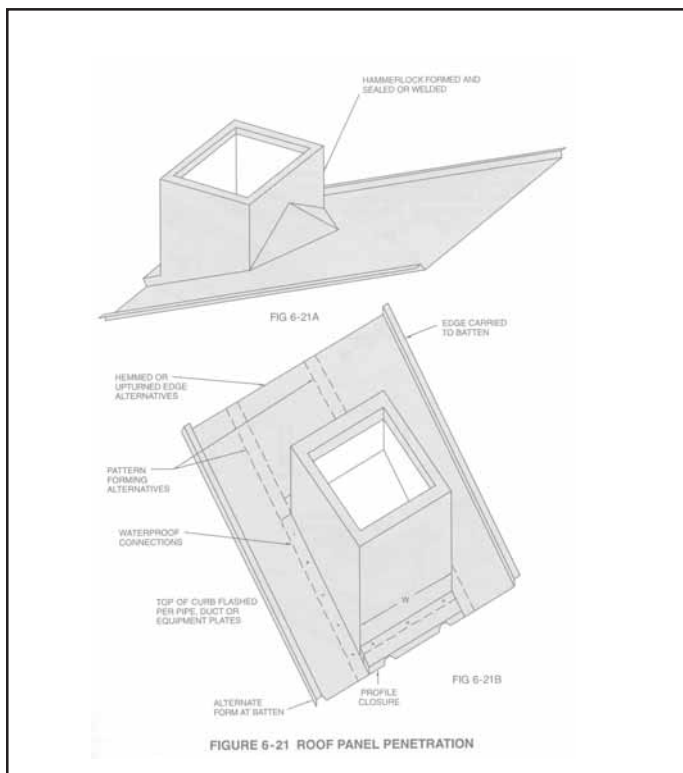 HAMMERLOCK FORMED AND
SEALED OR WELDED
FIG 6-21A
EDGE CARRIED
TO BATTEN
HEMMED OR
UPTURNED EDGE
ALTERNATIVES
PATTERN
FORMING
ALTERNATIVES
WATERPROOF
CONNECTIONS
W
TOP OF CURB FLASHED
PER PIPE, DUCT OR
EQUIPMENT PLATES
FIG 6-21B
PROFILE
CLOSURE
ALTERNATE
FORM AT BATTEN
FIGURE 6-21 ROOF PANEL PENETRATION